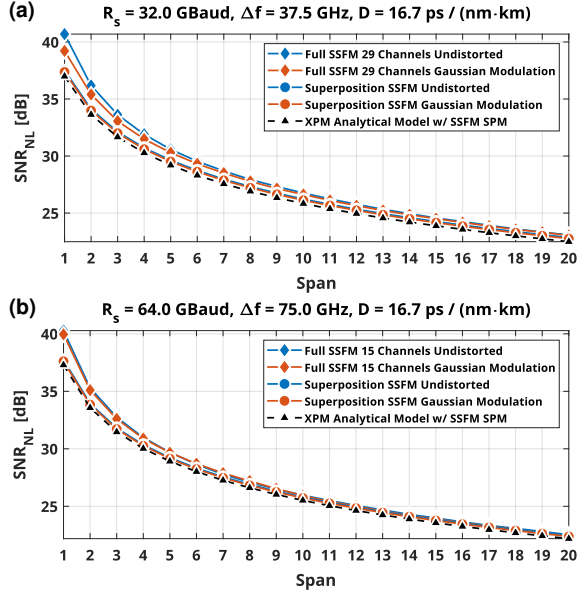 (a)
R_s = 32.0 GBaud, Δf = 37.5 GHz, D = 16.7 ps / (nm·km)
40
35
30
25
SNR_NL [dB]
Full SSFM 29 Channels Undistorted
Full SSFM 29 Channels Gaussian Modulation
Superposition SSFM Undistorted
Superposition SSFM Gaussian Modulation
XPM Analytical Model w/ SSFM SPM
1 2 3 4 5 6 7 8 9 10 11 12 13 14 15 16 17 18 19 20
Span
(b)
R_s = 64.0 GBaud, Δf = 75.0 GHz, D = 16.7 ps / (nm·km)
40
35
30
25
SNR_NL [dB]
Full SSFM 15 Channels Undistorted
Full SSFM 15 Channels Gaussian Modulation
Superposition SSFM Undistorted
Superposition SSFM Gaussian Modulation
XPM Analytical Model w/ SSFM SPM
1 2 3 4 5 6 7 8 9 10 11 12 13 14 15 16 17 18 19 20
Span